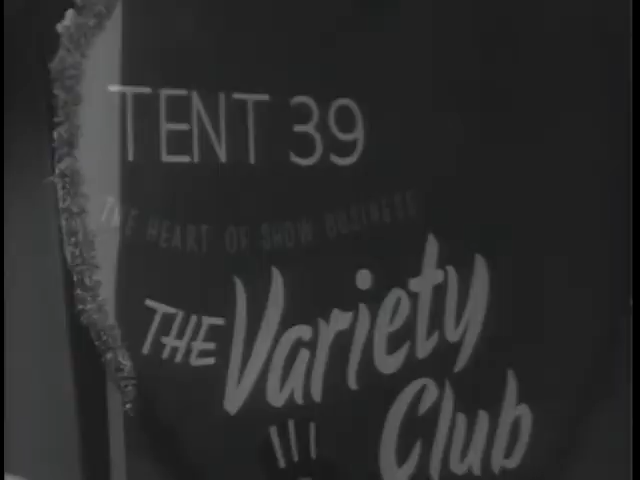 TENT 39
THE HEART OF SHOW BUSINESS
THE Variety
Club